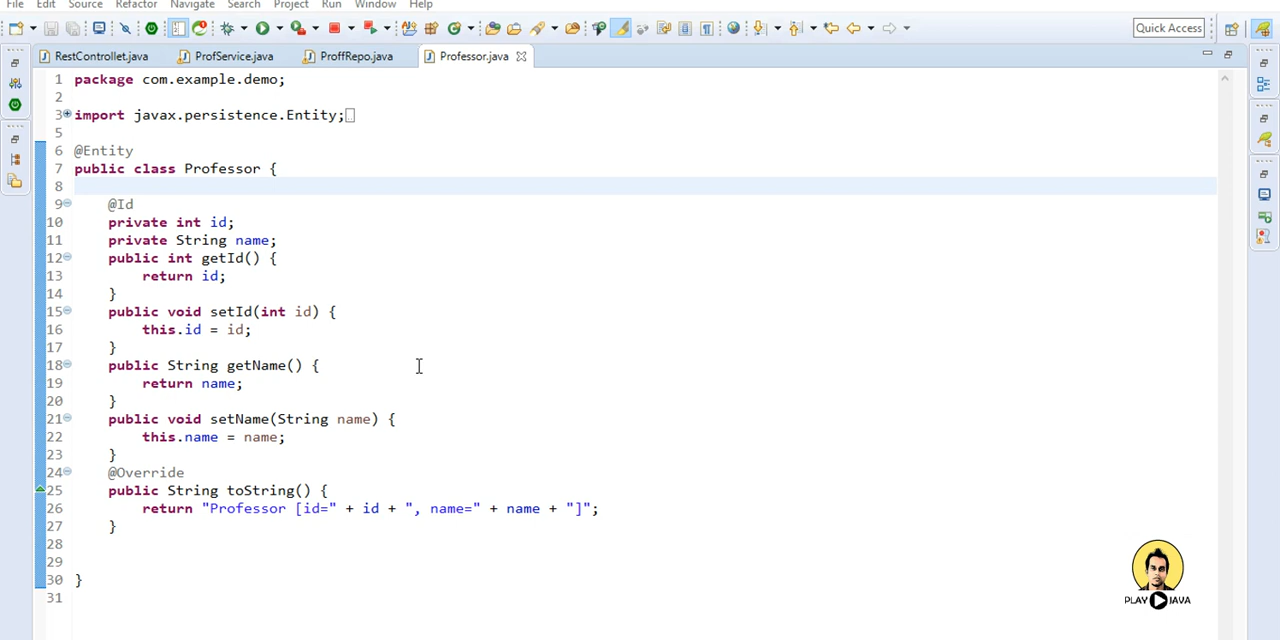 File Edit Source Refactor Navigate Search Project Run Window Help
Quick Access
RestControllet.java ProfService.java ProffRepo.java Professor.java
1 package com.example.demo;
2
3 import javax.persistence.Entity;
5
6 @Entity
7 public class Professor {
8
9 @Id
10 private int id;
11 private String name;
12 public int getId() {
13 return id;
14 }
15 public void setId(int id) {
16 this.id = id;
17 }
18 public String getName() {
19 return name;
20 }
21 public void setName(String name) {
22 this.name = name;
23 }
24 @Override
25 public String toString() {
26 return "Professor [id=" + id + ", name=" + name + "]";
27 }
28
29
30 }
31
PLAY JAVA